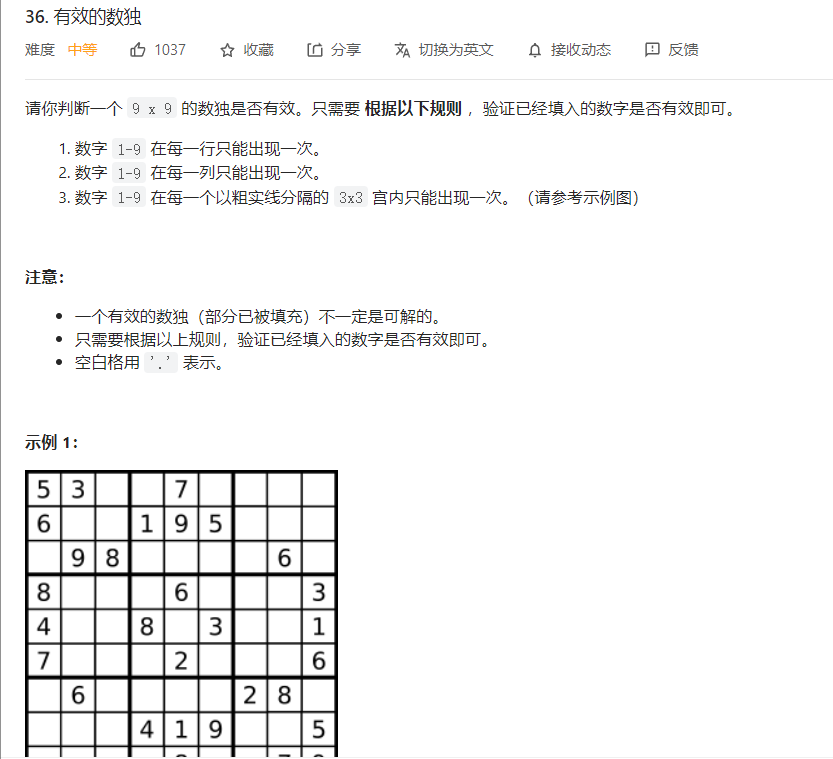 36. 有效的数独
难度 中等 1037 收藏 分享 切换为英文 接收动态 反馈
请你判断一个 9 x 9 的数独是否有效。只需要 根据以下规则 ，验证已经填入的数字是否有效即可。
1. 数字 1-9 在每一行只能出现一次。
2. 数字 1-9 在每一列只能出现一次。
3. 数字 1-9 在每一个以粗实线分隔的 3x3 宫内只能出现一次。（请参考示例图）
注意：
• 一个有效的数独（部分已被填充）不一定是可解的。
• 只需要根据以上规则，验证已经填入的数字是否有效即可。
• 空白格用 '.' 表示。
示例 1：
5 3 7
6 1 9 5
9 8 6
8 6 3
4 8 3 1
7 2 6
6 2 8
4 1 9 5